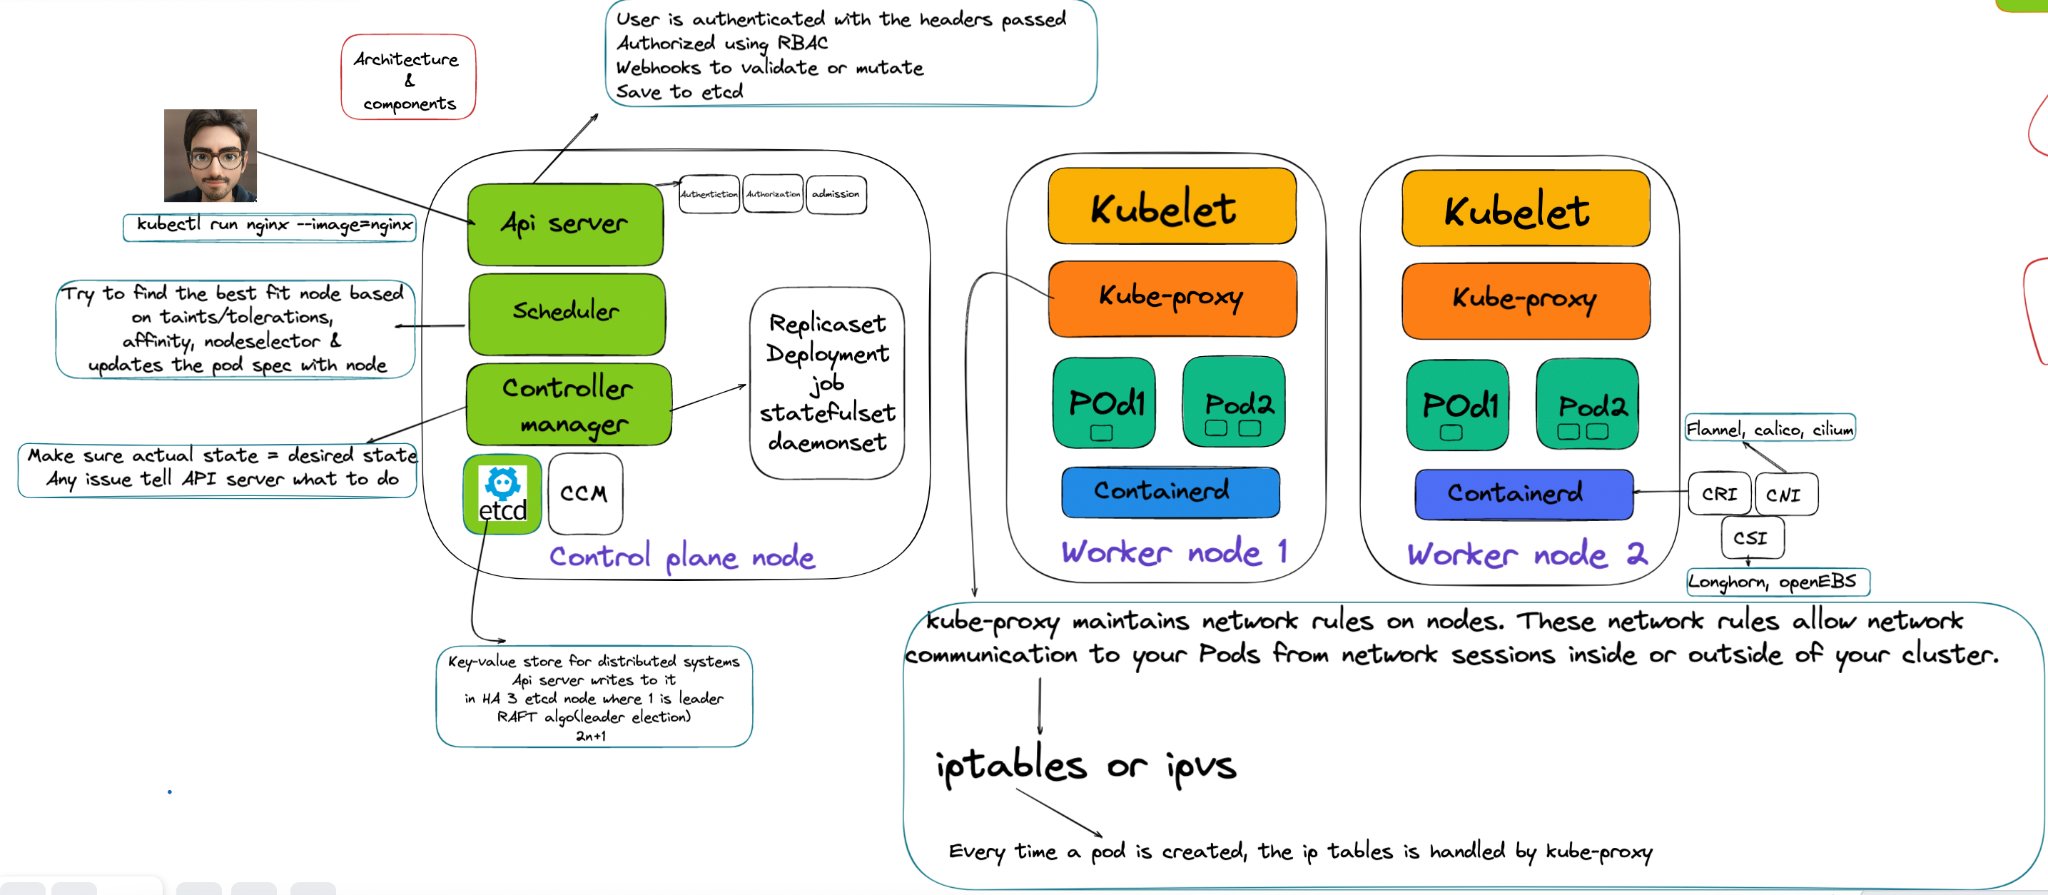 User is authenticated with the headers passed
Authorized using RBAC
Webhooks to validate or mutate
Save to etcd
Architecture
&
components
kubectl run nginx --image=nginx
Api server
Authentiction
Authorization
admission
Scheduler
Try to find the best fit node based
on taints/tolerations,
affinity, nodeselector &
updates the pod spec with node
Controller
manager
Replicaset
Deployment
job
statefulset
daemonset
Make sure actual state = desired state
Any issue tell API server what to do
etcd
CCM
Control plane node
Key-value store for distributed systems
Api server writes to it
in HA 3 etcd node where 1 is leader
RAFT algo(leader election)
2n+1
Kubelet
Kube-proxy
POd1
Pod2
Containerd
Worker node 1
Kubelet
Kube-proxy
POd1
Pod2
Containerd
Worker node 2
Flannel, calico, cilium
CRI
CNI
CSI
Longhorn, openEBS
kube-proxy maintains network rules on nodes. These network rules allow network
communication to your Pods from network sessions inside or outside of your cluster.
iptables or ipvs
Every time a pod is created, the ip tables is handled by kube-proxy